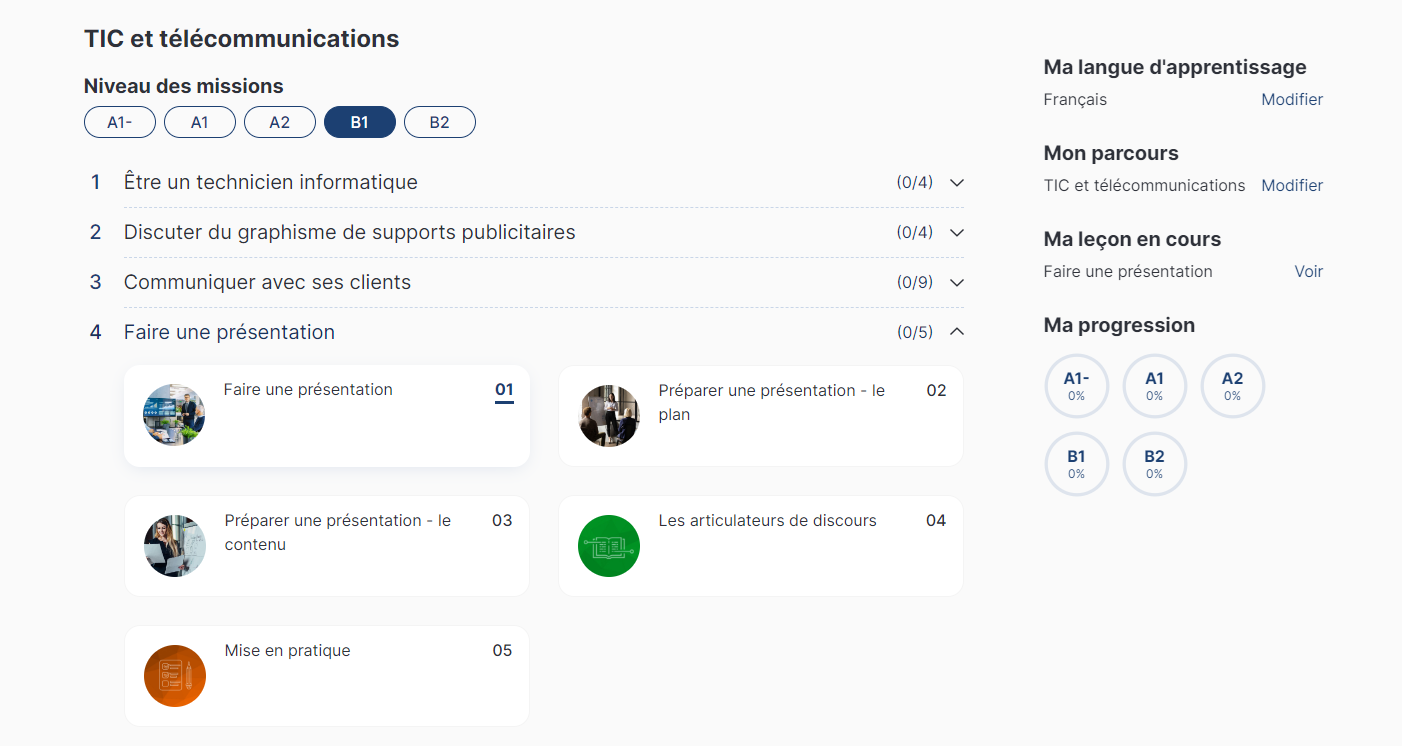 TIC et télécommunications
Niveau des missions
A1-
A1
A2
B1
B2
1 Être un technicien informatique (0/4)
2 Discuter du graphisme de supports publicitaires (0/4)
3 Communiquer avec ses clients (0/9)
4 Faire une présentation (0/5)
Faire une présentation 01
Préparer une présentation - le 02
plan
Préparer une présentation - le 03
contenu
Les articulateurs de discours 04
Mise en pratique 05
Ma langue d'apprentissage
Français Modifier
Mon parcours
TIC et télécommunications Modifier
Ma leçon en cours
Faire une présentation Voir
Ma progression
A1-
0%
A1
0%
A2
0%
B1
0%
B2
0%